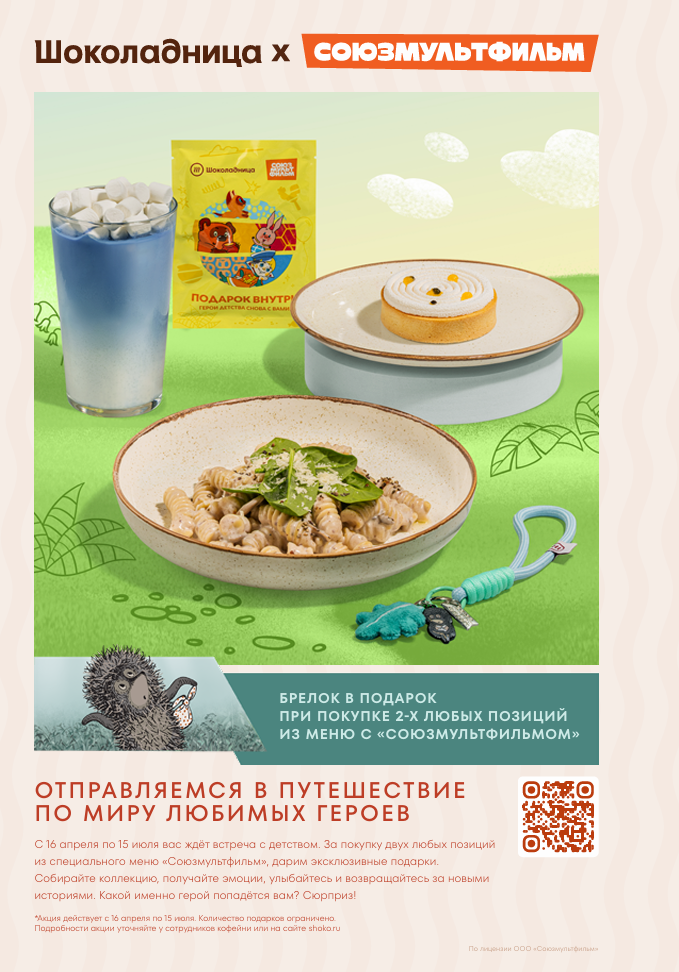 Шоколадница x СОЮЗМУЛЬТФИЛЬМ
Шоколадница
СОЮЗ
МУЛЬТ
ФИЛЬМ
ПОДАРОК ВНУТРИ
ГЕРОИ ДЕТСТВА СНОВА С ВАМИ
БРЕЛОК В ПОДАРОК
ПРИ ПОКУПКЕ 2-Х ЛЮБЫХ ПОЗИЦИЙ
ИЗ МЕНЮ С «СОЮЗМУЛЬТФИЛЬМОМ»
ОТПРАВЛЯЕМСЯ В ПУТЕШЕСТВИЕ
ПО МИРУ ЛЮБИМЫХ ГЕРОЕВ
С 16 апреля по 15 июля вас ждёт встреча с детством. За покупку двух любых позиций
из специального меню «Союзмультфильм», дарим эксклюзивные подарки.
Собирайте коллекцию, получайте эмоции, улыбайтесь и возвращайтесь за новыми
историями. Какой именно герой попадётся вам? Сюрприз!
*Акция действует с 16 апреля по 15 июля. Количество подарков ограничено.
Подробности акции уточняйте у сотрудников кофейни или на сайте shoko.ru
По лицензии ООО «Союзмультфильм»